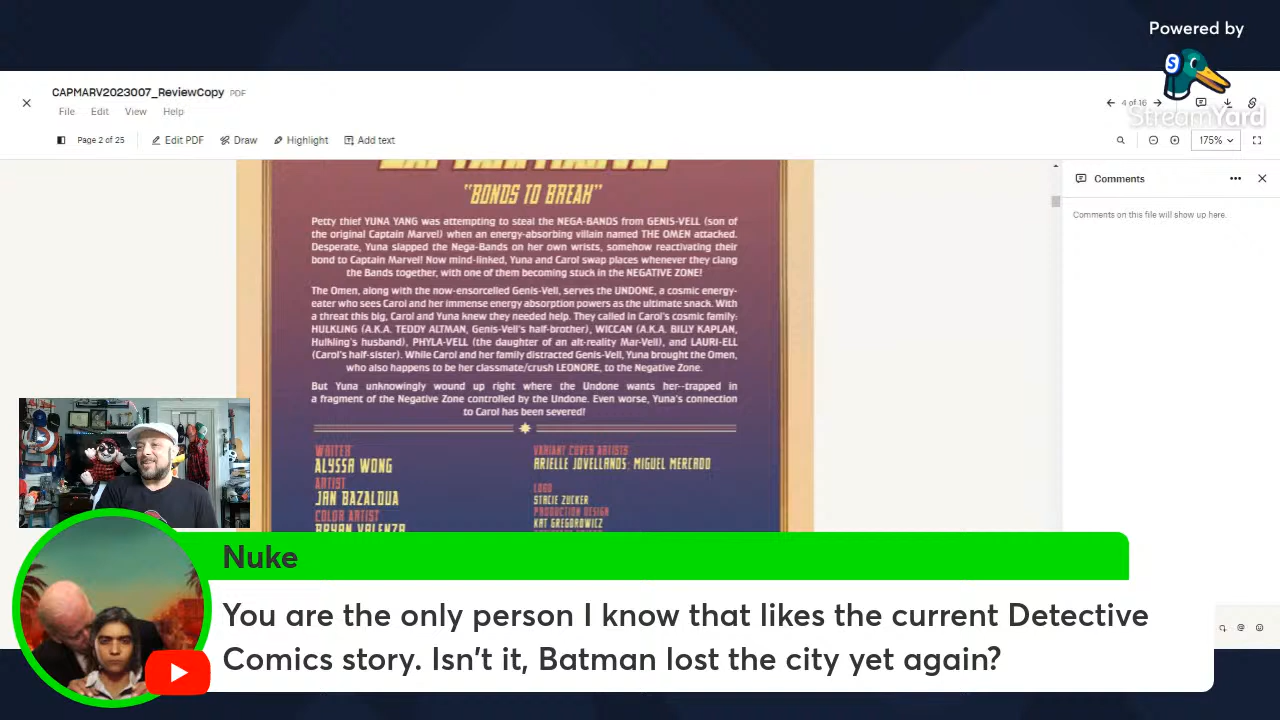 Powered by
StreamYard
CAPMARV2023007_ReviewCopy PDF
File Edit View Help
4 of 16
Page 2 of 25 Edit PDF Draw Highlight Add text
175%
Comments
Comments on this file will show up here.
"BONDS TO BREAK"
Petty thief YUNA YANG was attempting to steal the NEGA-BANDS from GENIS-VELL (son of
the original Captain Marvel) when an energy-absorbing villain named THE OMEN attacked.
Desperate, Yuna slapped the Nega-Bands on her own wrists, somehow reactivating their
bond to Captain Marvel! Now mind-linked, Yuna and Carol swap places whenever they clang
the Bands together, with one of them becoming stuck in the NEGATIVE ZONE!
The Omen, along with the now-ensorcelled Genis-Vell, serves the UNDONE, a cosmic energy-
eater who sees Carol and her immense energy absorption powers as the ultimate snack. With
a threat this big, Carol and Yuna knew they needed help. They called in Carol's cosmic family:
HULKLING (A.K.A. TEDDY ALTMAN, Genis-Vell's half-brother), WICCAN (A.K.A. BILLY KAPLAN,
Hulkling's husband), PHYLA-VELL (the daughter of an alt-reality Mar-Vell), and LAURI-ELL
(Carol's half-sister). While Carol and her family distracted Genis-Vell, Yuna brought the Omen,
who also happens to be her classmate/crush LEONORE, to the Negative Zone.
But Yuna unknowingly wound up right where the Undone wants her--trapped in
a fragment of the Negative Zone controlled by the Undone. Even worse, Yuna's connection
to Carol has been severed!
WRITER
ALYSSA WONG
ARTIST
JAN BAZALDUA
COLOR ARTIST
BRYAN VALENZA
VARIANT COVER ARTISTS
ARIELLE JOVELLANOS; MIGUEL MERCADO
LOGO
STACIE ZUCKER
PRODUCTION DESIGN
KAT GREGOROWICZ
Nuke
You are the only person I know that likes the current Detective
Comics story. Isn't it, Batman lost the city yet again?